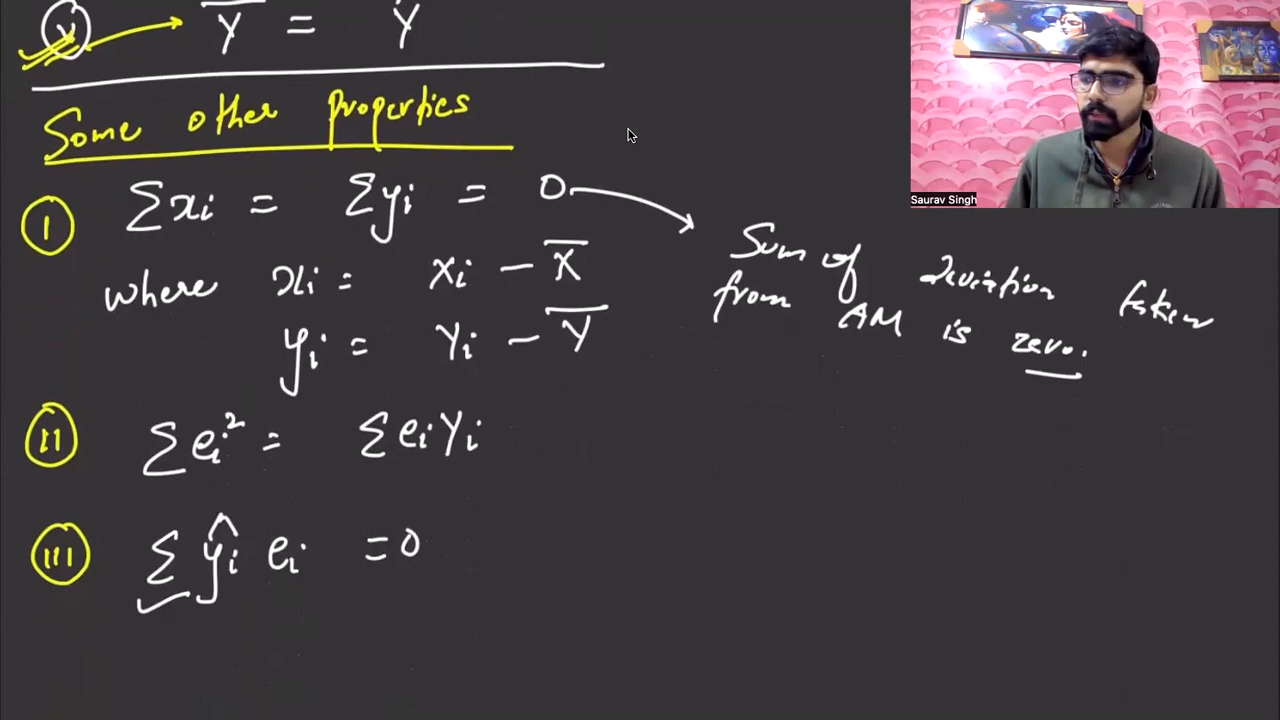 (v) Y̅ = Ŷ
Some other properties
(I) Σxi = Σyi = 0
Sum of deviation taken
from AM is zero.
where xi = Xi − X̅
yi = Yi − Y̅
(II) Σei² = ΣeiYi
(III) Σŷi ei = 0
Saurav Singh